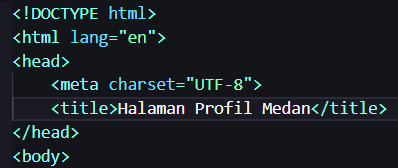 <!DOCTYPE html>
<html lang="en">
<head>
    <meta charset="UTF-8">
    <title>Halaman Profil Medan</title>
</head>
<body>